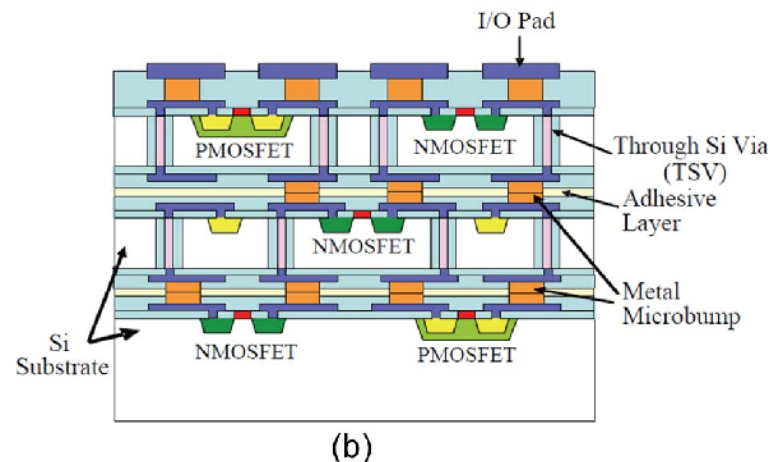 I/O Pad
PMOSFET
NMOSFET
Through Si Via
(TSV)
Adhesive
Layer
NMOSFET
Metal
Microbump
Si
Substrate
NMOSFET
PMOSFET
(b)